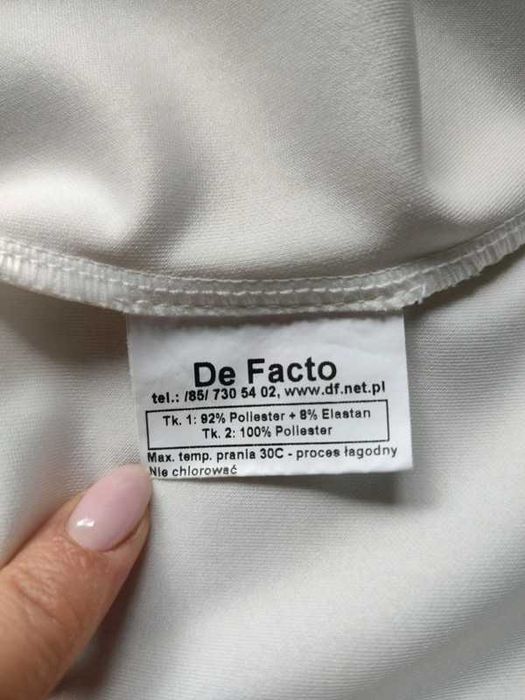 De Facto
tel.: /85/ 730 54 02, www.df.net.pl
Tk. 1: 92% Poliester + 8% Elastan
Tk. 2: 100% Poliester
Max. temp. prania 30C - proces łagodny
Nie chlorować